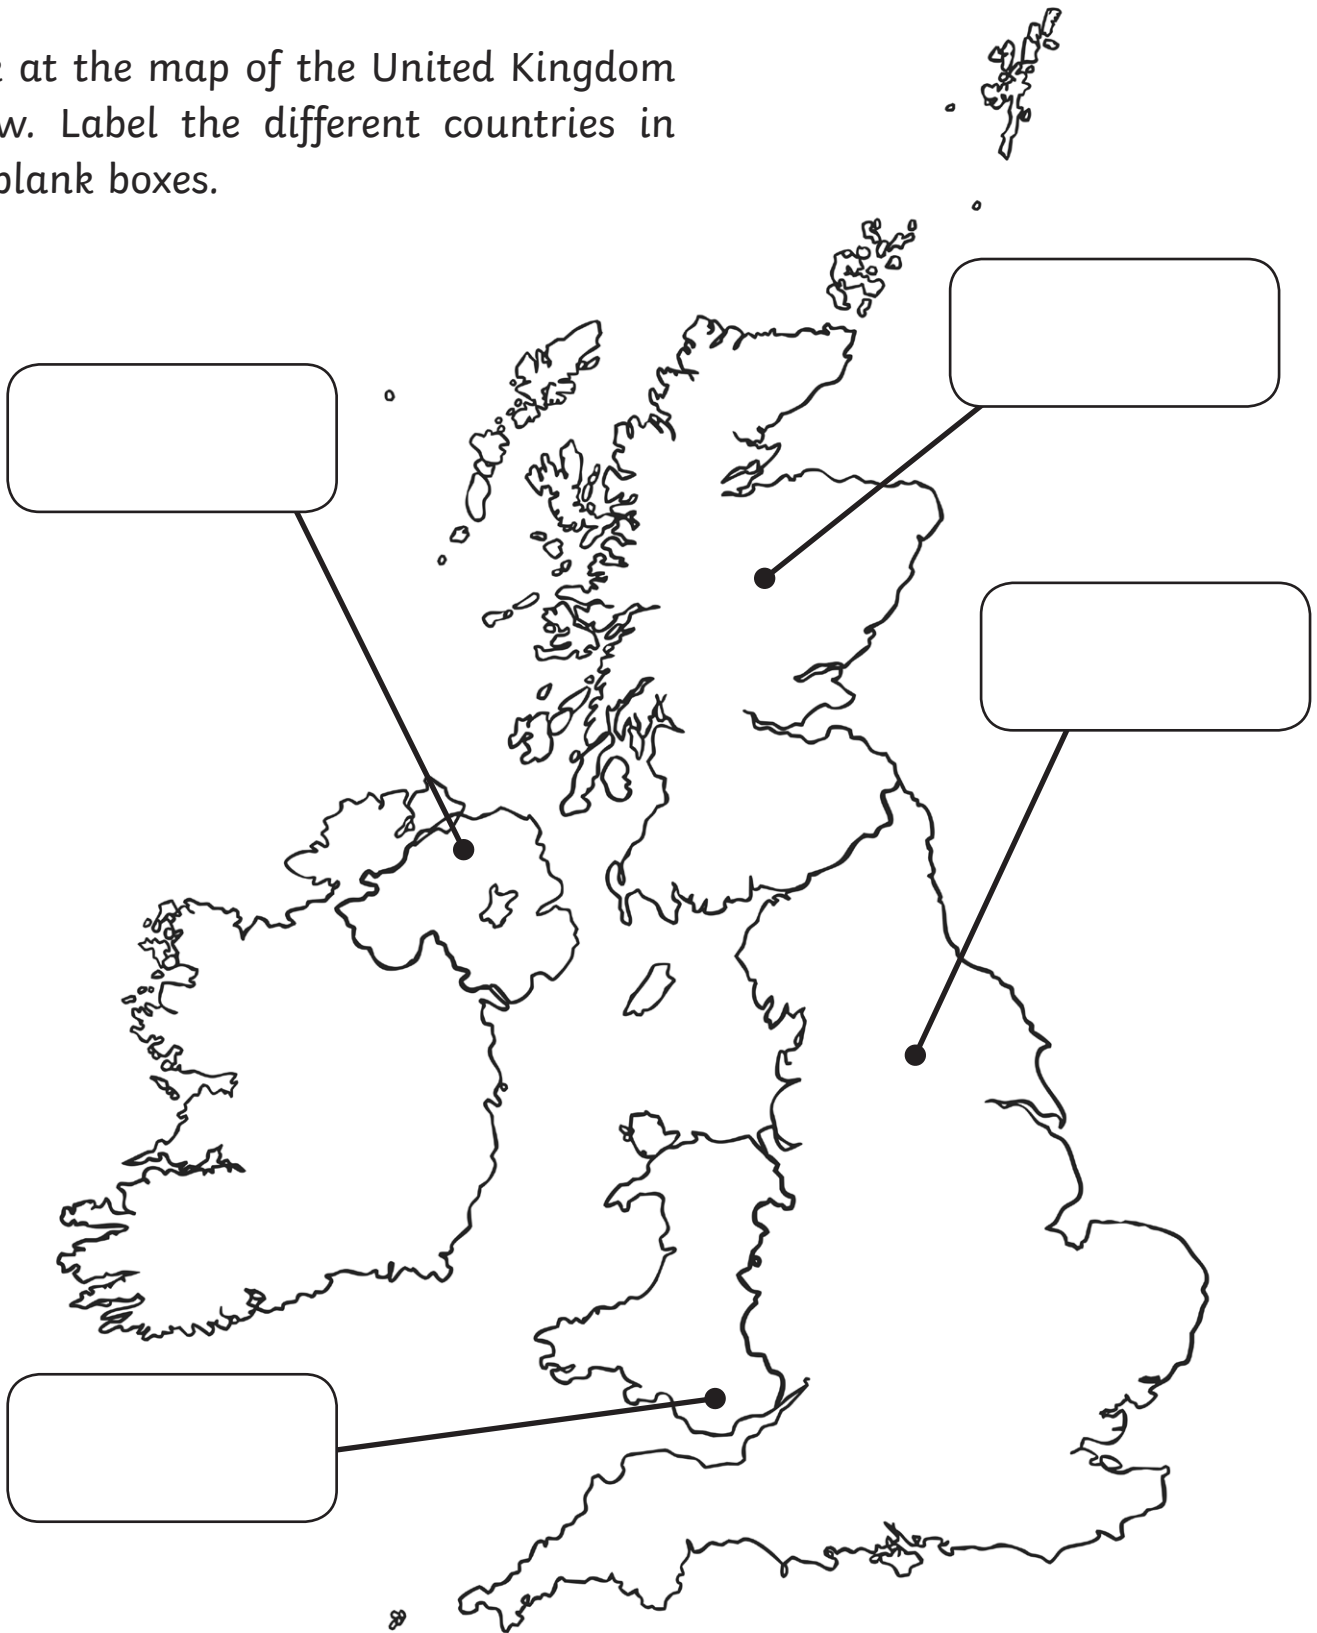 at the map of the United Kingdom
Label the different countries in
blank boxes.